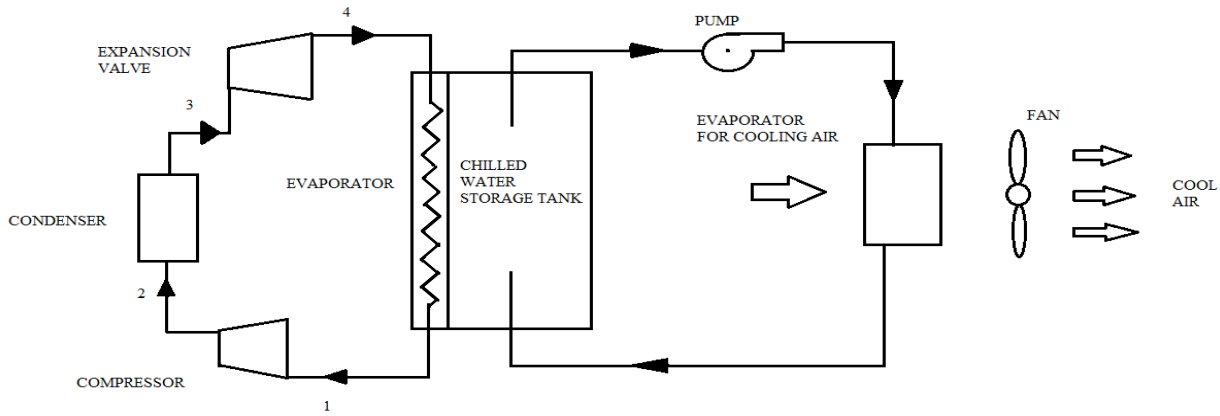 4
PUMP
EXPANSION
VALVE
3
EVAPORATOR
FOR COOLING AIR
FAN
EVAPORATOR
CHILLED
WATER
STORAGE TANK
COOL
AIR
CONDENSER
2
COMPRESSOR
1